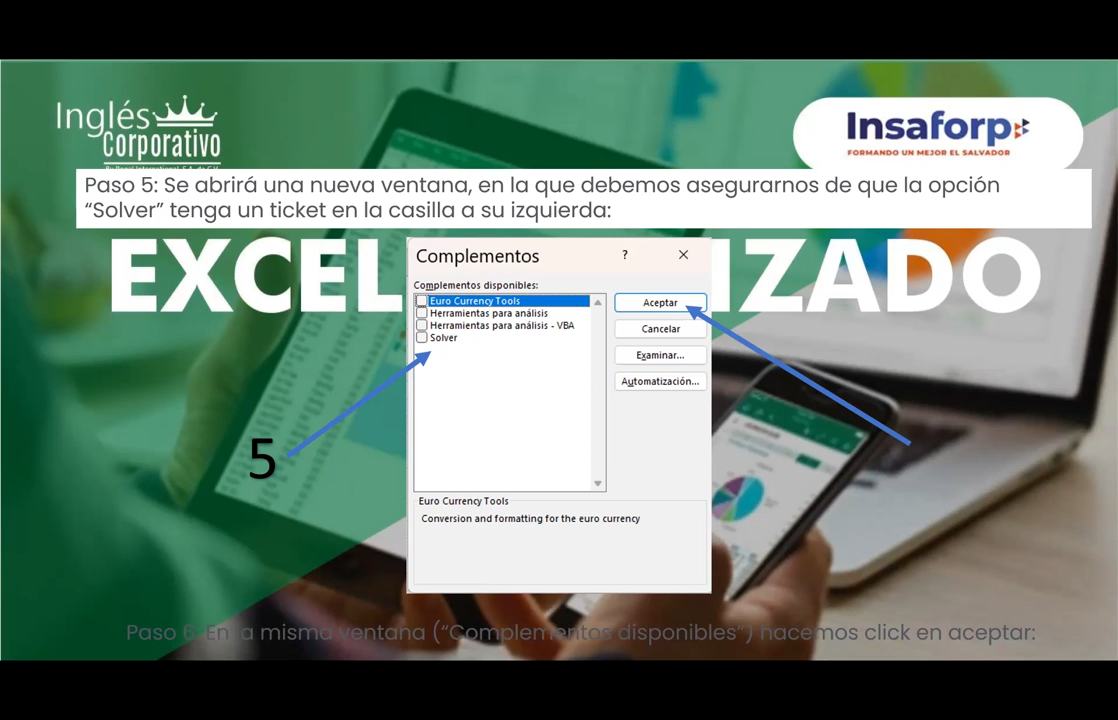 Inglés
Corporativo
Insaforp
FORMANDO UN MEJOR EL SALVADOR
Paso 5: Se abrirá una nueva ventana, en la que debemos asegurarnos de que la opción
“Solver” tenga un ticket en la casilla a su izquierda:
EXCEL IZADO
Complementos ?
Complementos disponibles:
Euro Currency Tools
Herramientas para análisis
Herramientas para análisis - VBA
Solver
Aceptar
Cancelar
Examinar...
Automatización...
5
Euro Currency Tools
Conversion and formatting for the euro currency
Paso 6: En la misma ventana (“Complementos disponibles”) hacemos click en aceptar: